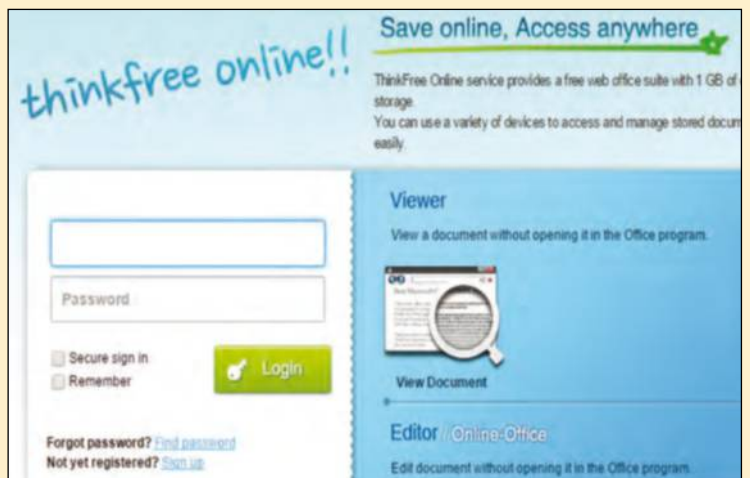 thinkfree online!!
Save online, Access anywhere
ThinkFree Online service provides a free web office suite with 1 GB of
storage.
You can use a variety of devices to access and manage stored docum
easily.
Password
Secure sign in
Remember
Login
Forgot password? Find password
Not yet registered? Sign up
Viewer
View a document without opening it in the Office program.
View Document
Editor / Online-Office
Edit document without opening it in the Office program.